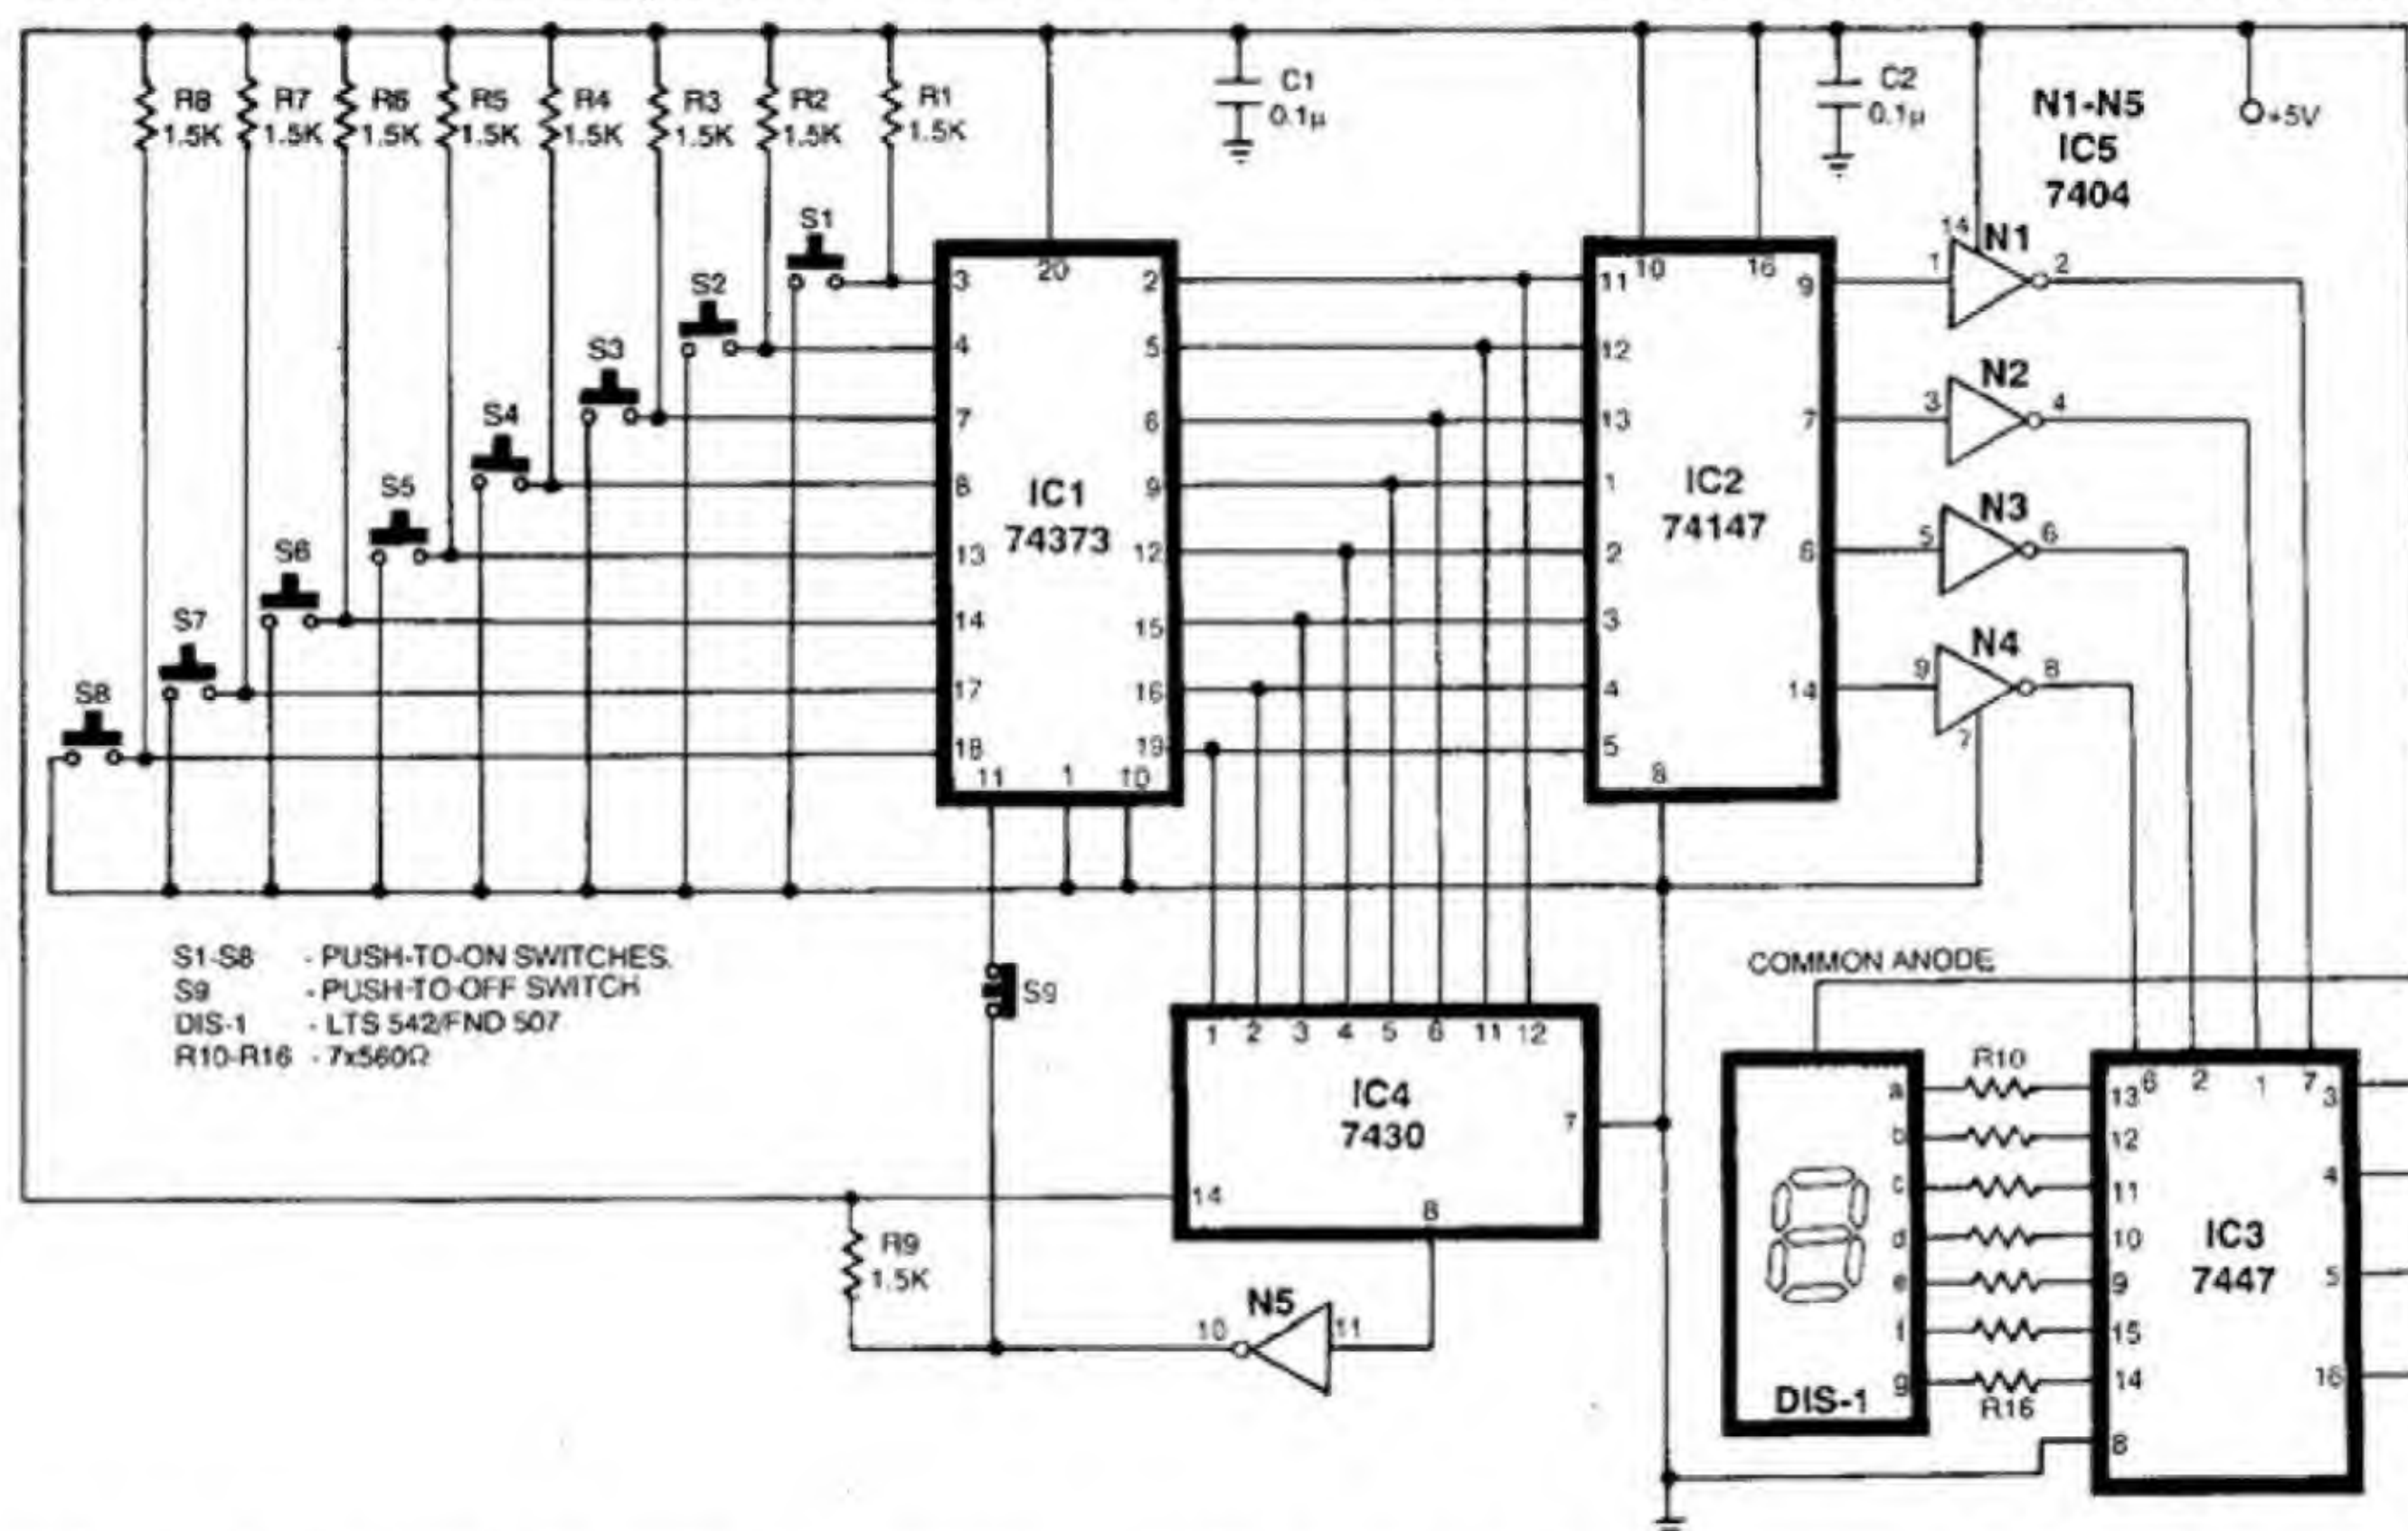 R8 1.5K
R7 1.5K
R6 1.5K
R5 1.5K
R4 1.5K
R3 1.5K
R2 1.5K
R1 1.5K
C1 0.1µ
C2 0.1µ
N1-N5
IC5
7404
+5V
S1
S2
S3
S4
S5
S6
S7
S8
3 20 2
4 5
7 6
8 9
13 12
14 15
17 16
18 19
11 1 10
IC1
74373
11 10 16 9
12
13 7
1
2 6
3
4 14
5
8
IC2
74147
14 N1
1 2
N2
3 4
N3
5 6
N4
9 8
7
S1-S8 - PUSH-TO-ON SWITCHES.
S9 - PUSH-TO-OFF SWITCH
DIS-1 - LTS 542/FND 507
R10-R16 - 7x560Ω
S9
COMMON ANODE
1 2 3 4 5 6 11 12
IC4
7430
7
14
8
R9
1.5K
N5
10 11
R10
a
b
c
d
e
f
g
DIS-1
R16
6 2 1 7
13 3
12
11 4
10
9 5
15
14 16
8
IC3
7447